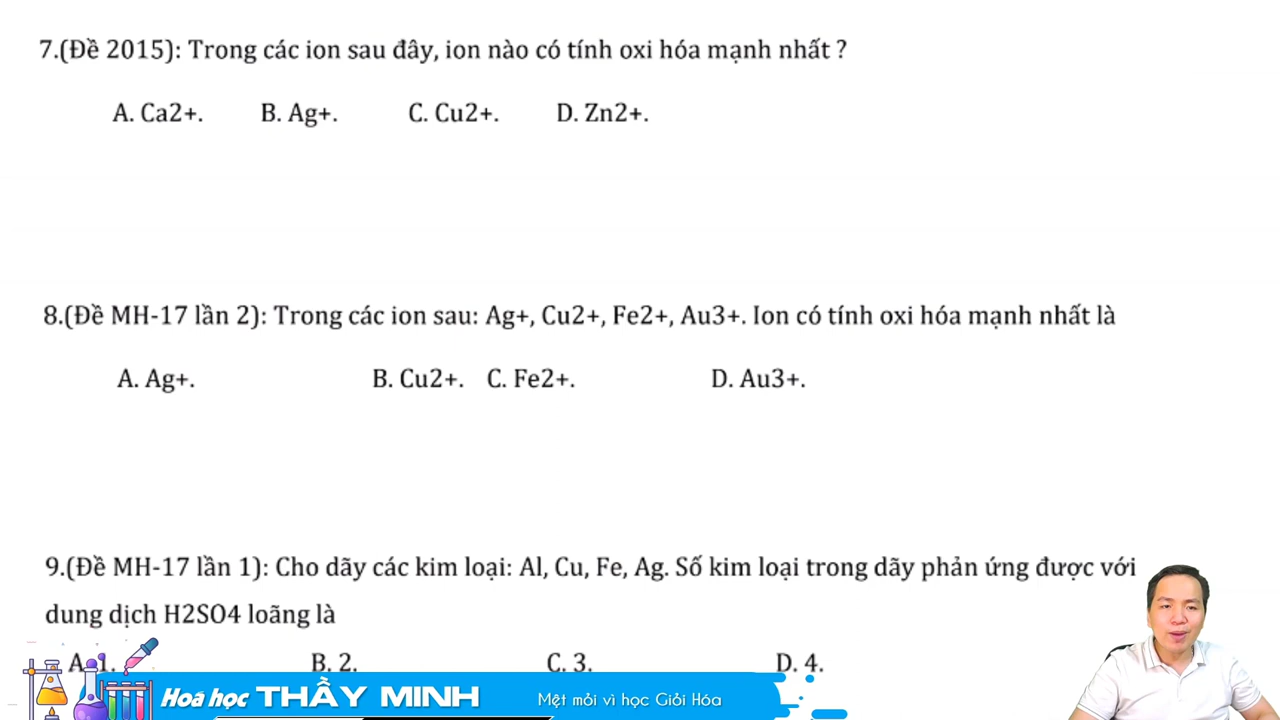 7.(Đề 2015): Trong các ion sau đây, ion nào có tính oxi hóa mạnh nhất ?
A. Ca2+. B. Ag+. C. Cu2+. D. Zn2+.
8.(Đề MH-17 lần 2): Trong các ion sau: Ag+, Cu2+, Fe2+, Au3+. Ion có tính oxi hóa mạnh nhất là
A. Ag+. B. Cu2+. C. Fe2+. D. Au3+.
9.(Đề MH-17 lần 1): Cho dãy các kim loại: Al, Cu, Fe, Ag. Số kim loại trong dãy phản ứng được với
dung dịch H2SO4 loãng là
A. 1. B. 2. C. 3. D. 4.
Hoá học THẦY MINH Mệt mỏi vì học Giỏi Hóa